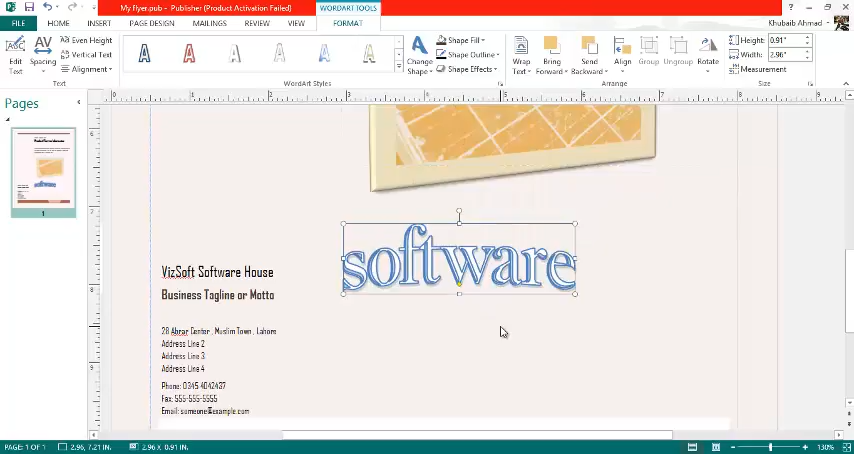 My flyer.pub - Publisher (Product Activation Failed)
WORDART TOOLS
FILE HOME INSERT PAGE DESIGN MAILINGS REVIEW VIEW FORMAT
Khubaib Ahmad
Edit Text
Spacing
Even Height
Vertical Text
Alignment
Text
WordArt Styles
Change Shape
Shape Fill
Shape Outline
Shape Effects
Wrap Text
Bring Forward
Send Backward
Align
Group
Ungroup
Rotate
Arrange
Height: 0.91"
Width: 2.96"
Measurement
Size
Pages
1
software
VizSoft Software House
Business Tagline or Motto
28 Abrar Center , Muslim Town , Lahore
Address Line 2
Address Line 3
Address Line 4
Phone: 0345 4042437
Fax: 555-555-5555
Email: someone@example.com
PAGE: 1 OF 1
2.96, 7.21 IN.
2.96 X 0.91 IN.
130%